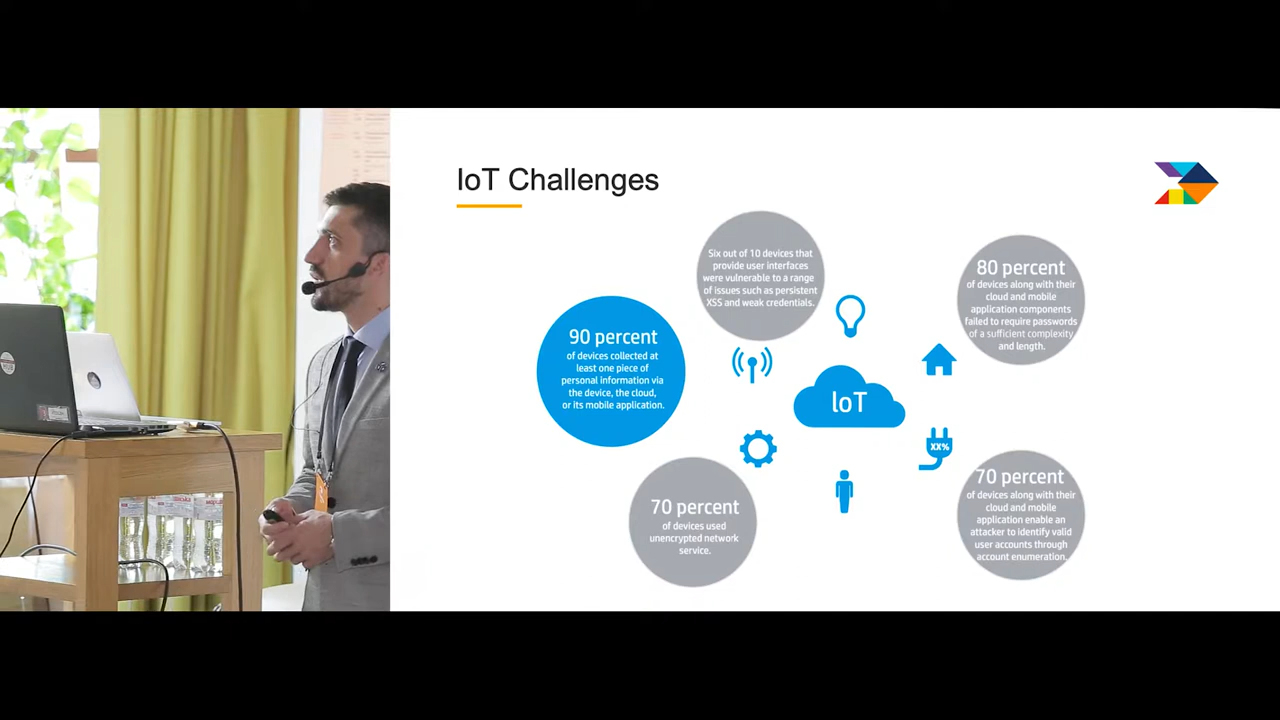 IoT Challenges
Six out of 10 devices that
provide user interfaces
were vulnerable to a range
of issues such as persistent
XSS and weak credentials.
80 percent
of devices along with their
cloud and mobile
application components
failed to require passwords
of a sufficient complexity
and length.
90 percent
of devices collected at
least one piece of
personal information via
the device, the cloud,
or its mobile application.
IoT
XX%
70 percent
of devices used
unencrypted network
service.
70 percent
of devices along with their
cloud and mobile
application enable an
attacker to identify valid
user accounts through
account enumeration.